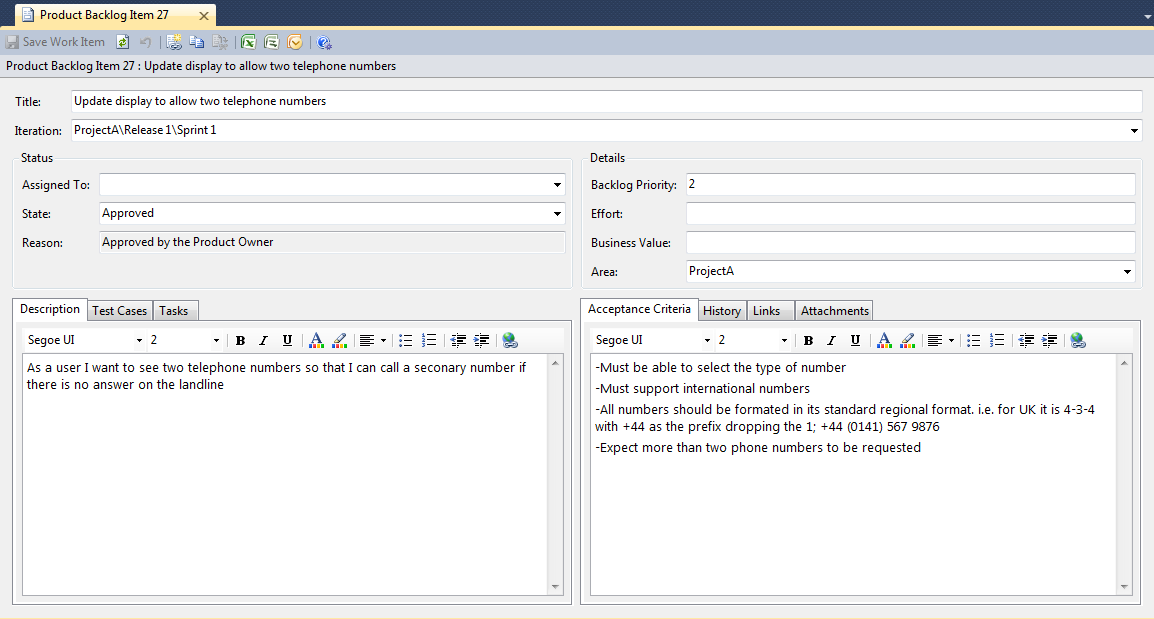 Product Backlog Item 27
Save Work Item
Product Backlog Item 27 : Update display to allow two telephone numbers
Title: Update display to allow two telephone numbers
Iteration: ProjectA\Release 1\Sprint 1
Status
Assigned To:
State: Approved
Reason: Approved by the Product Owner
Details
Backlog Priority: 2
Effort:
Business Value:
Area: ProjectA
Description Test Cases Tasks
Segoe UI 2 B I U A
As a user I want to see two telephone numbers so that I can call a seconary number if
there is no answer on the landline
Acceptance Criteria History Links Attachments
Segoe UI 2 B I U A
-Must be able to select the type of number
-Must support international numbers
-All numbers should be formated in its standard regional format. i.e. for UK it is 4-3-4
with +44 as the prefix dropping the 1; +44 (0141) 567 9876
-Expect more than two phone numbers to be requested